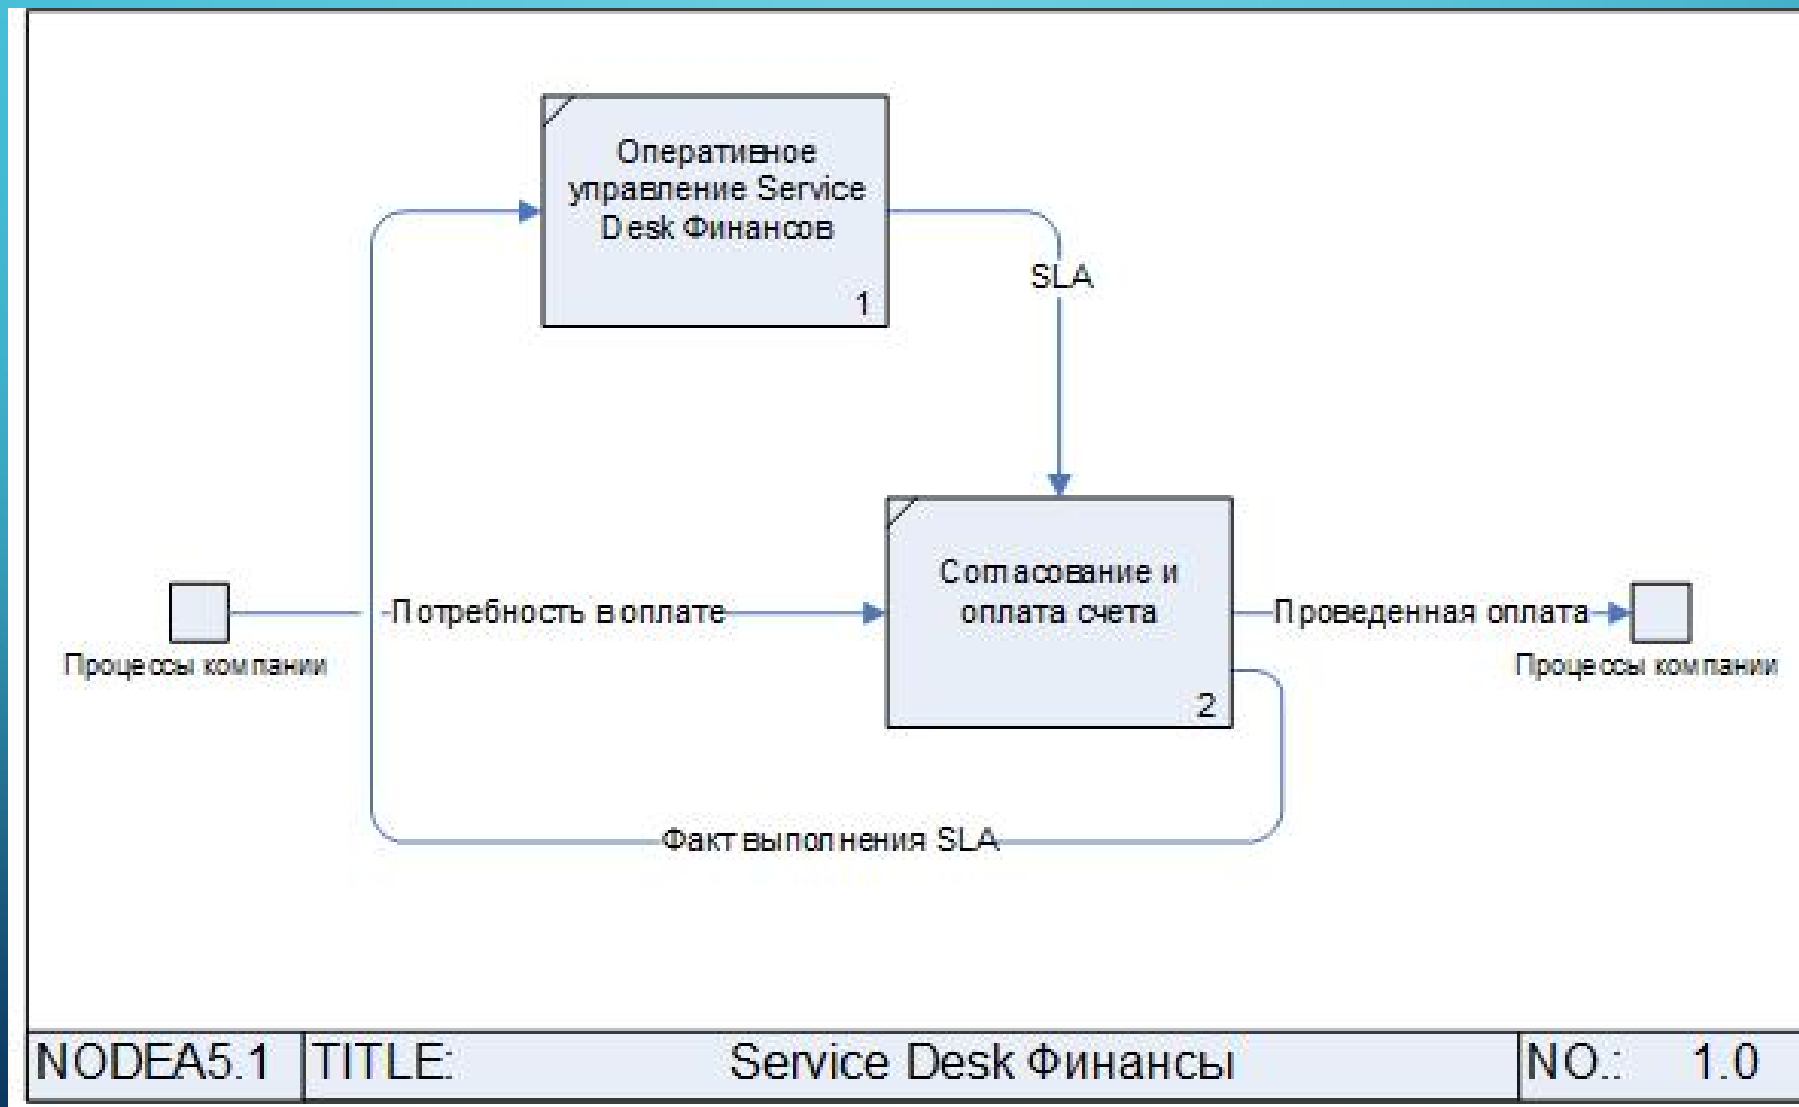 Оперативное
управление Service
Desk Финансов
1
SLA
Согласование и
оплата счета
2
Потребность в оплате
Проведенная оплата
Процессы компании
Процессы компании
Факт выполнения SLA
NODEA5.1 TITLE: Service Desk Финансы NO.: 1.0